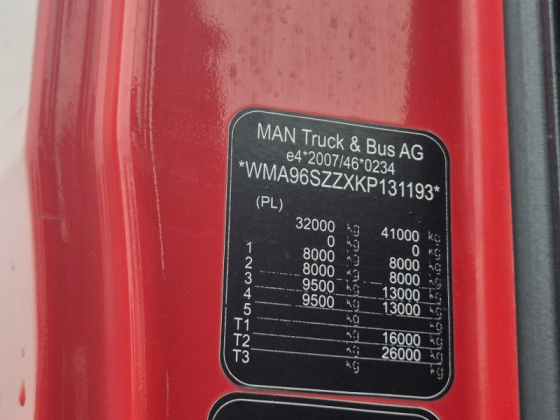 MAN Truck & Bus AG
e4*2007/46*0234
*WMA96SZZXKP131193*
(PL)
32000 kg 41000 kg
0 kg 0 kg
1 8000 kg 8000 kg
2 8000 kg 8000 kg
3 9500 kg 13000 kg
4 9500 kg 13000 kg
5 kg kg
T1 kg 16000 kg
T2 kg 26000 kg
T3 kg kg